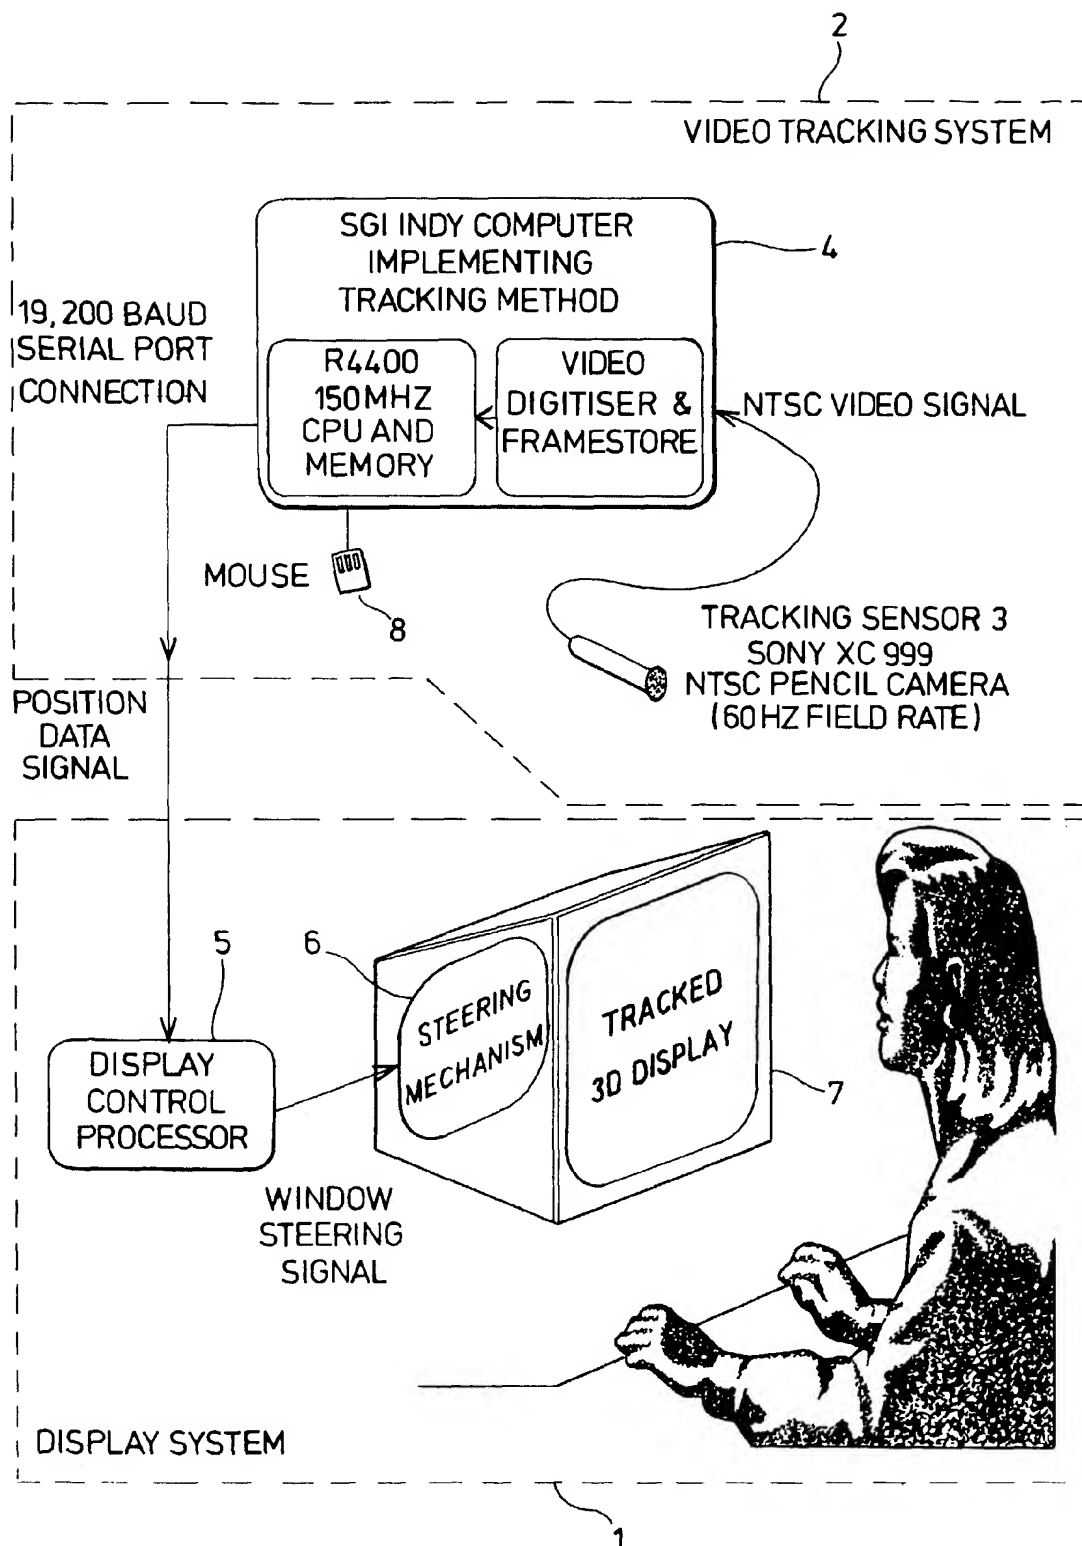 2
VIDEO TRACKING SYSTEM
SGI INDY COMPUTER
IMPLEMENTING
TRACKING METHOD
4
19,200 BAUD
SERIAL PORT
CONNECTION
R4400
150MHZ
CPU AND
MEMORY
VIDEO
DIGITISER &
FRAMESTORE
NTSC VIDEO SIGNAL
MOUSE
8
TRACKING SENSOR 3
SONY XC 999
NTSC PENCIL CAMERA
(60HZ FIELD RATE)
POSITION
DATA
SIGNAL
5
6
STEERING
MECHANISM
TRACKED
3D DISPLAY
7
DISPLAY
CONTROL
PROCESSOR
WINDOW
STEERING
SIGNAL
DISPLAY SYSTEM
1